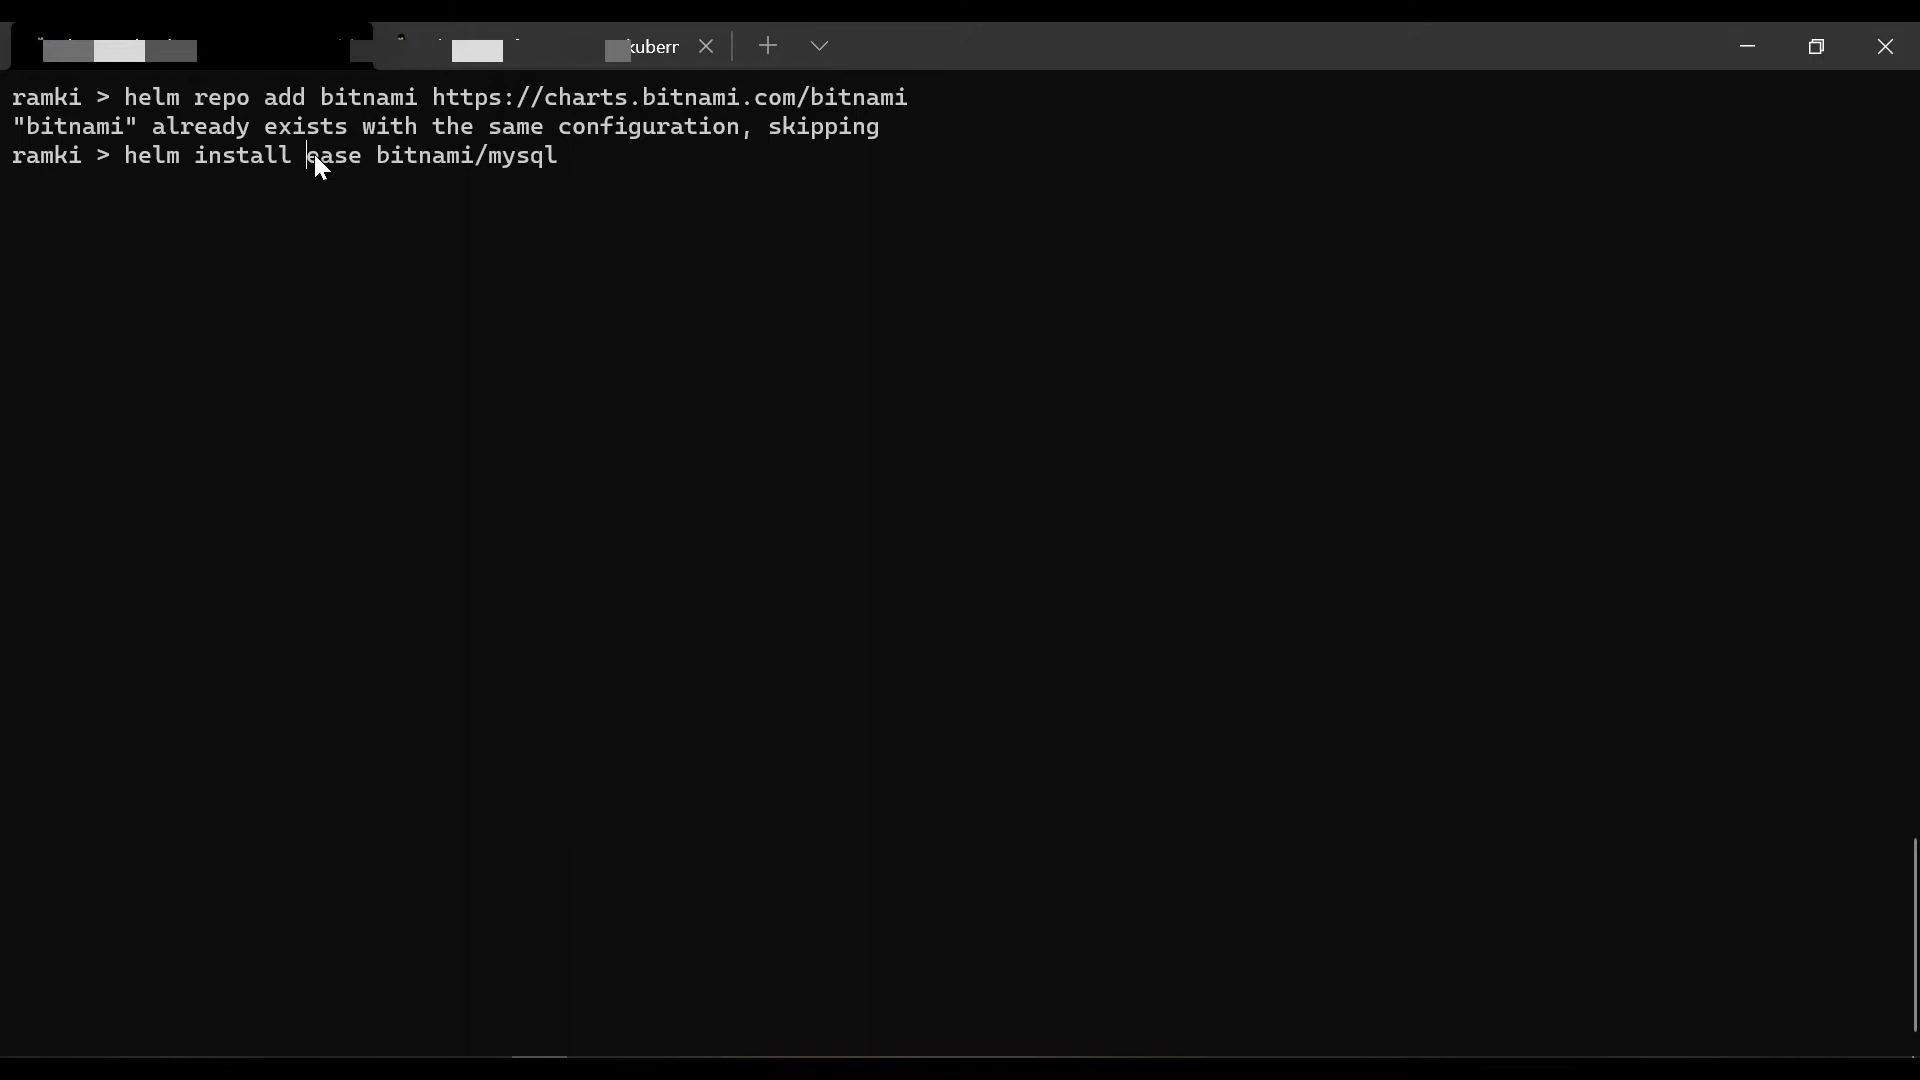 kuberr
ramki > helm repo add bitnami https://charts.bitnami.com/bitnami
"bitnami" already exists with the same configuration, skipping
ramki > helm install ease bitnami/mysql